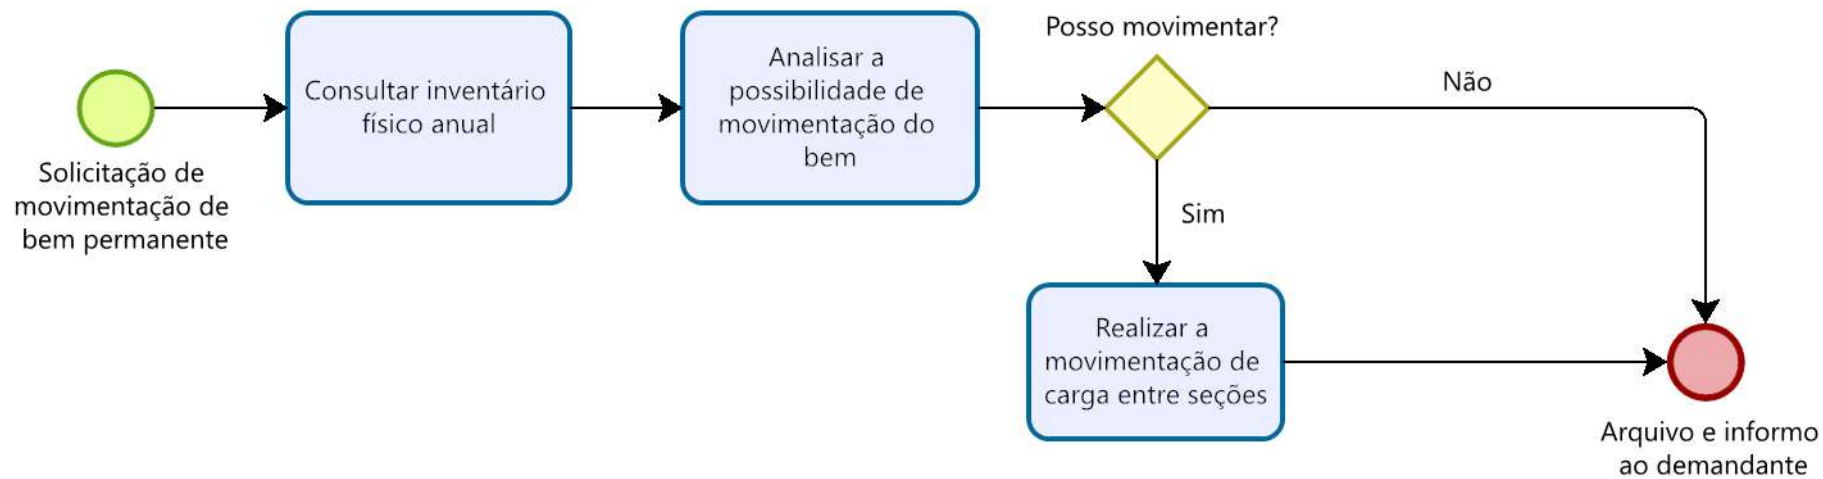 Solicitação de
movimentação de
bem permanente
Consultar inventário
físico anual
Analisar a
possibilidade de
movimentação do
bem
Posso movimentar?
Não
Sim
Realizar a
movimentação de
carga entre seções
Arquivo e informo
ao demandante